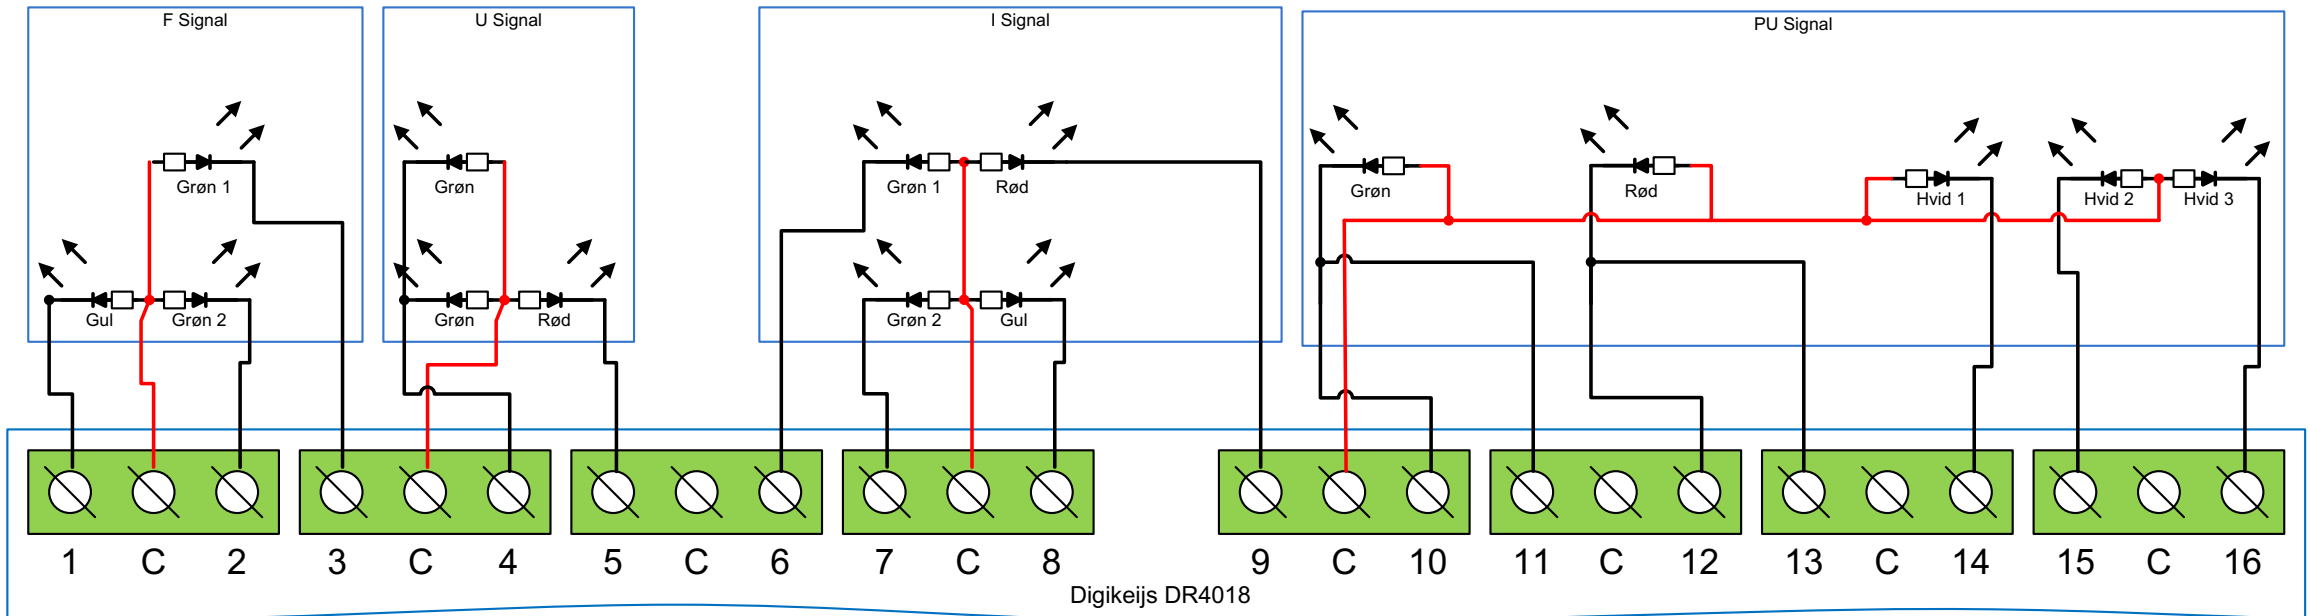 F Signal
U Signal
I Signal
PU Signal
Grøn 1
Grøn
Grøn 1
Rød
Grøn
Rød
Hvid 1
Hvid 2
Hvid 3
Gul
Grøn 2
Grøn
Rød
Grøn 2
Gul
1 C 2 3 C 4 5 C 6 7 C 8 9 C 10 11 C 12 13 C 14 15 C 16
Digikeijs DR4018